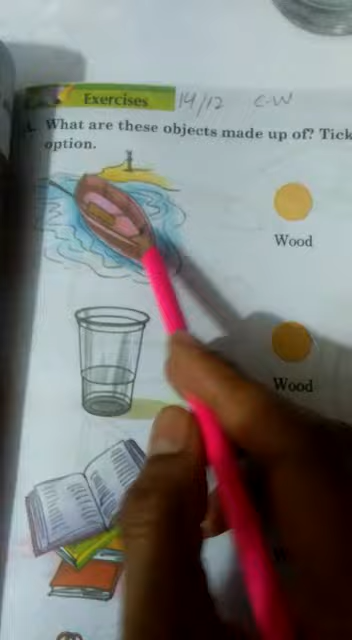 Exercises 14/12 C-W
What are these objects made up of? Tick
option.
Wood
Wood